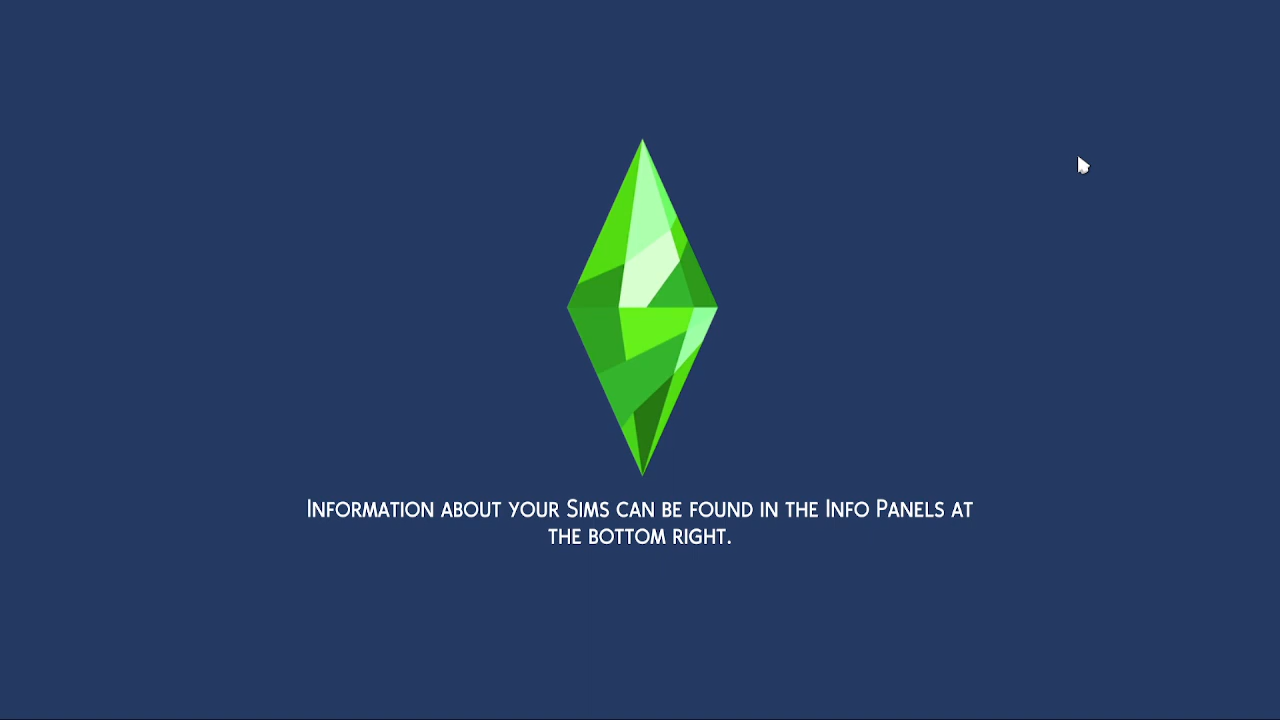 Information about your Sims can be found in the Info Panels at
the bottom right.